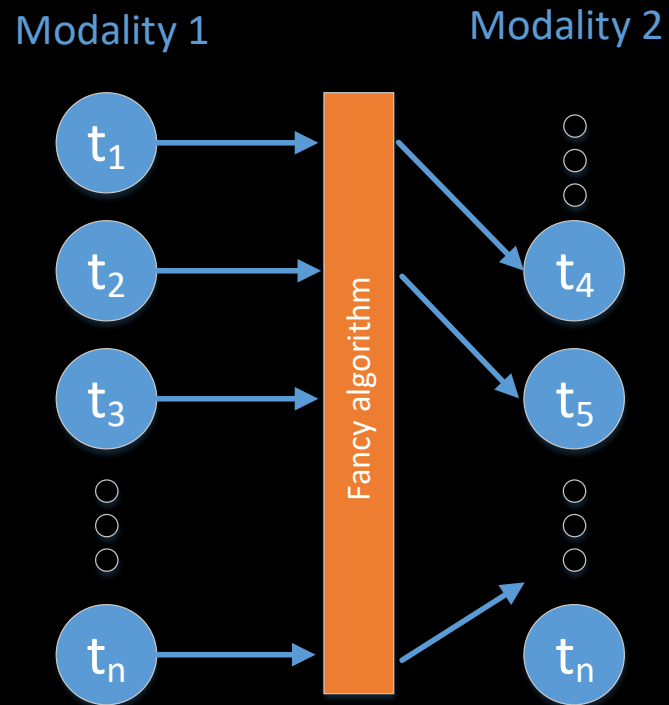 Modality 1
Modality 2
t₁
t₂
t₃
tₙ
Fancy algorithm
t₄
t₅
tₙ